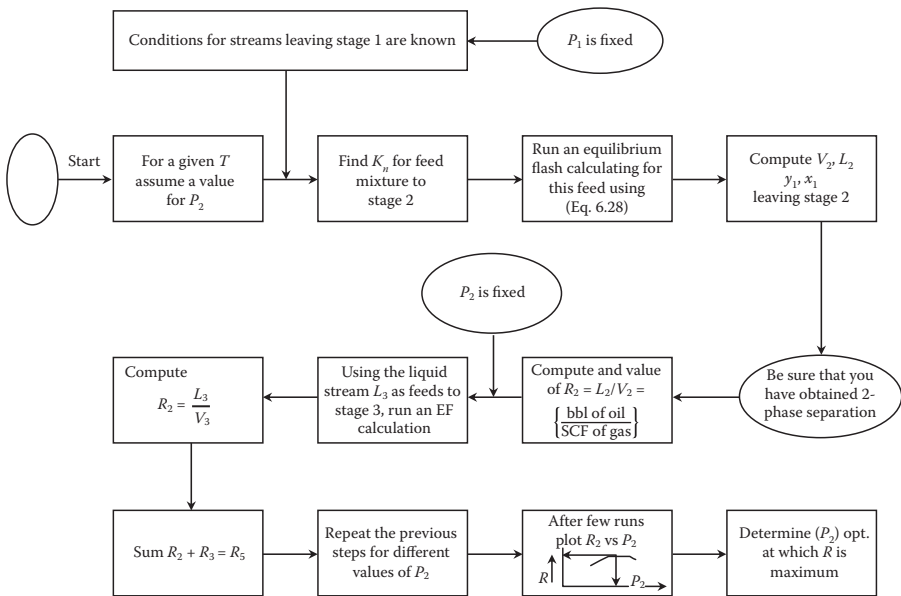 Conditions for streams leaving stage 1 are known
P₁ is fixed
Start
For a given T
assume a value
for P₂
Find Kₙ for feed
mixture to
stage 2
Run an equilibrium
flash calculating for
this feed using
(Eq. 6.28)
Compute V₂, L₂
y₁, x₁
leaving stage 2
Be sure that you
have obtained 2-
phase separation
Compute and value
of R₂ = L₂/V₂ =
{bbl of oil
SCF of gas}
P₂ is fixed
Using the liquid
stream L₃ as feeds to
stage 3, run an EF
calculation
Compute
R₂ = L₃
V₃
Sum R₂ + R₃ = R₅
Repeat the previous
steps for different
values of P₂
After few runs
plot R₂ vs P₂
R
P₂
Determine (P₂) opt.
at which R is
maximum